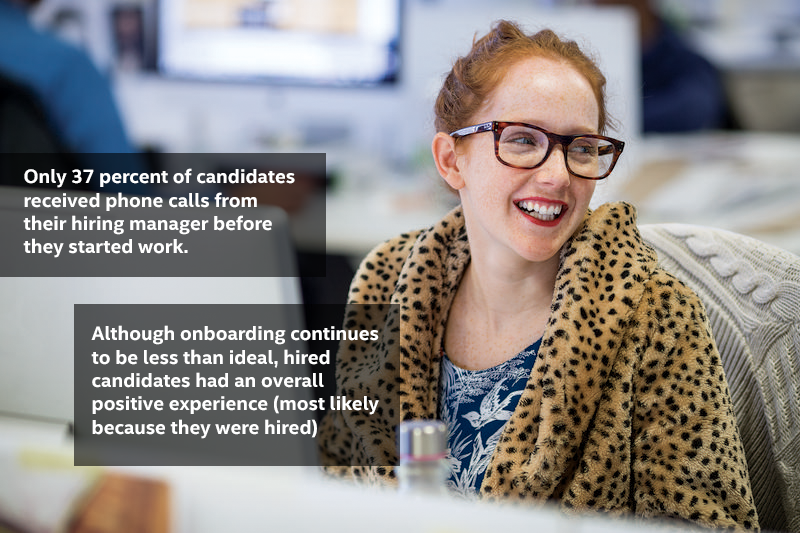 Only 37 percent of candidates
received phone calls from
their hiring manager before
they started work.
Although onboarding continues
to be less than ideal, hired
candidates had an overall
positive experience (most likely
because they were hired)